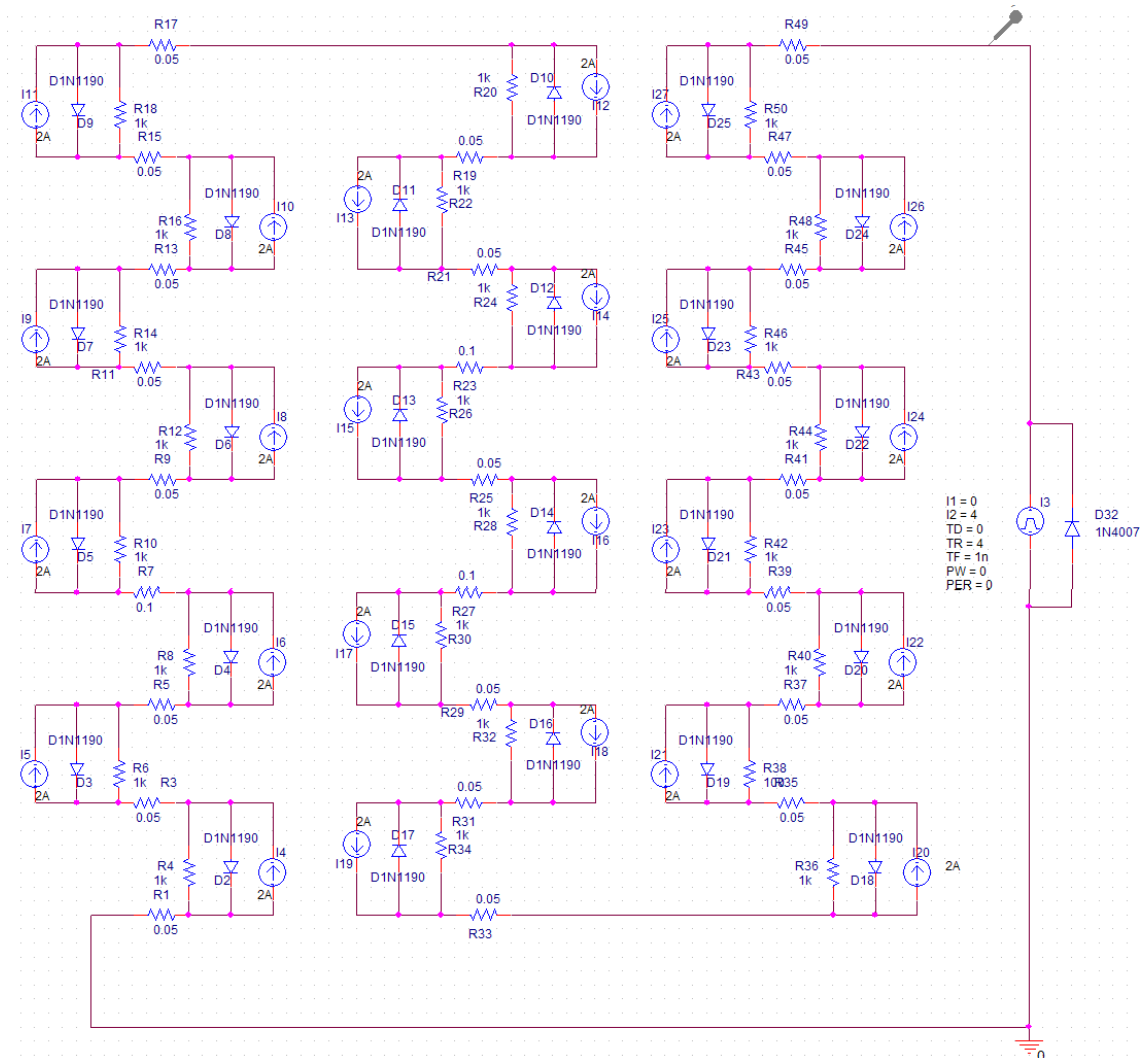 R17
0.05
R49
0.05
I11
D1N1190
D9
R18
1k
2A
R15
0.05
1k
R20
D10
D1N1190
2A
I12
I27
D1N1190
D25
R50
1k
2A
R47
0.05
R16
1k
D1N1190
D8
I10
2A
R13
0.05
0.05
R19
2A
I13
D11
D1N1190
1k
R22
R48
1k
D1N1190
D24
I26
2A
R45
0.05
I9
D1N1190
D7
R14
1k
2A
R11
0.05
0.05
R21
1k
R24
D12
D1N1190
2A
I14
I25
D1N1190
D23
R46
1k
2A
R43
0.05
R12
1k
D1N1190
D6
I8
2A
R9
0.05
0.1
R23
2A
I15
D13
D1N1190
1k
R26
R44
1k
D1N1190
D22
I24
2A
R41
0.05
I7
D1N1190
D5
R10
1k
2A
R7
0.1
0.05
R25
1k
R28
D14
D1N1190
2A
I16
I23
D1N1190
D21
R42
1k
2A
R39
0.05
I1 = 0
I2 = 4
TD = 0
TR = 4
TF = 1n
PW = 0
PER = 0
I3
D32
1N4007
R8
1k
D1N1190
D4
I6
2A
R5
0.05
0.1
R27
2A
I17
D15
D1N1190
1k
R30
R40
1k
D1N1190
D20
I22
2A
R37
0.05
I5
D1N1190
D3
R6
1k
2A
R3
0.05
0.05
R29
1k
R32
D16
D1N1190
2A
I18
I21
D1N1190
D19
R38
2A
R35
0.05
R4
1k
D1N1190
D2
I4
2A
R1
0.05
0.05
R31
2A
I19
D17
D1N1190
1k
R34
0.05
R33
R36
1k
D1N1190
D18
I20
2A
0